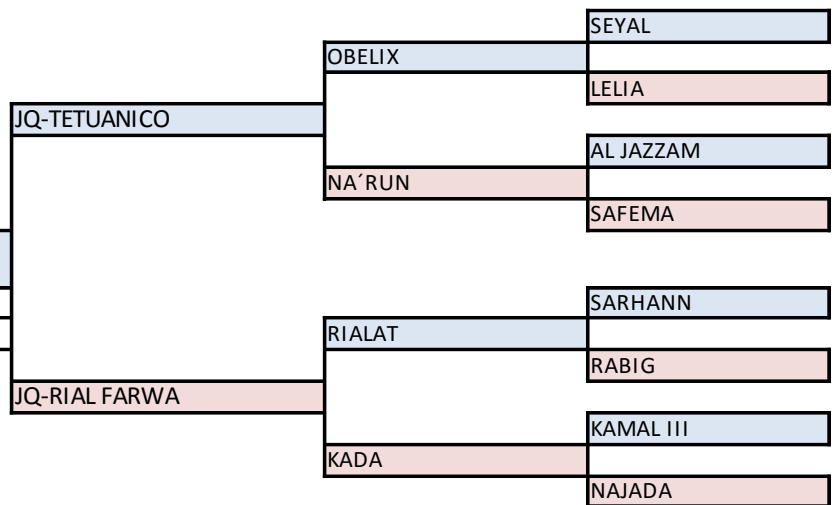 SEYAL
OBELIX
LELIA
JQ-TETUANICO
AL JAZZAM
NA´RUN
SAFEMA
SARHANN
RIALAT
RABIG
JQ-RIAL FARWA
KAMAL III
KADA
NAJADA